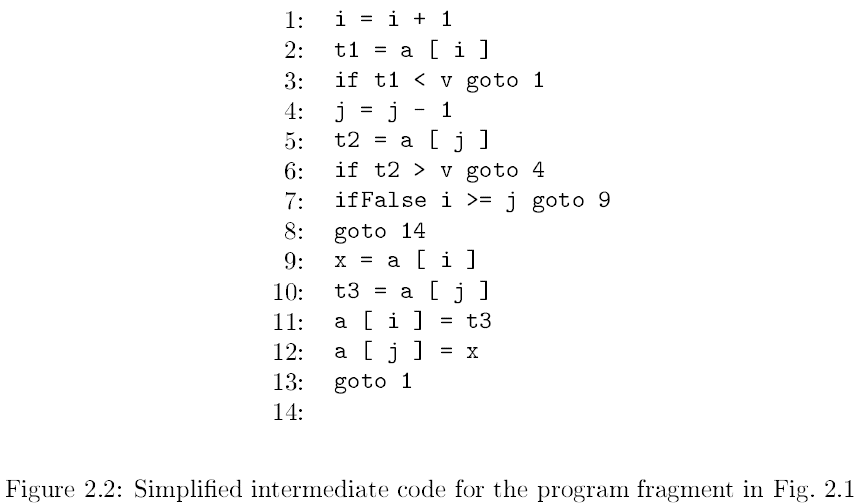 1: i = i + 1
2: t1 = a [ i ]
3: if t1 < v goto 1
4: j = j - 1
5: t2 = a [ j ]
6: if t2 > v goto 4
7: ifFalse i >= j goto 9
8: goto 14
9: x = a [ i ]
10: t3 = a [ j ]
11: a [ i ] = t3
12: a [ j ] = x
13: goto 1
14:
Figure 2.2: Simplified intermediate code for the program fragment in Fig. 2.1